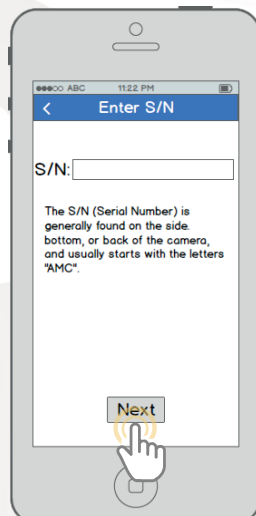 ABC 11:22 PM
Enter S/N
S/N:
The S/N (Serial Number) is
generally found on the side.
bottom, or back of the camera,
and usually starts with the letters
"AMC".
Next